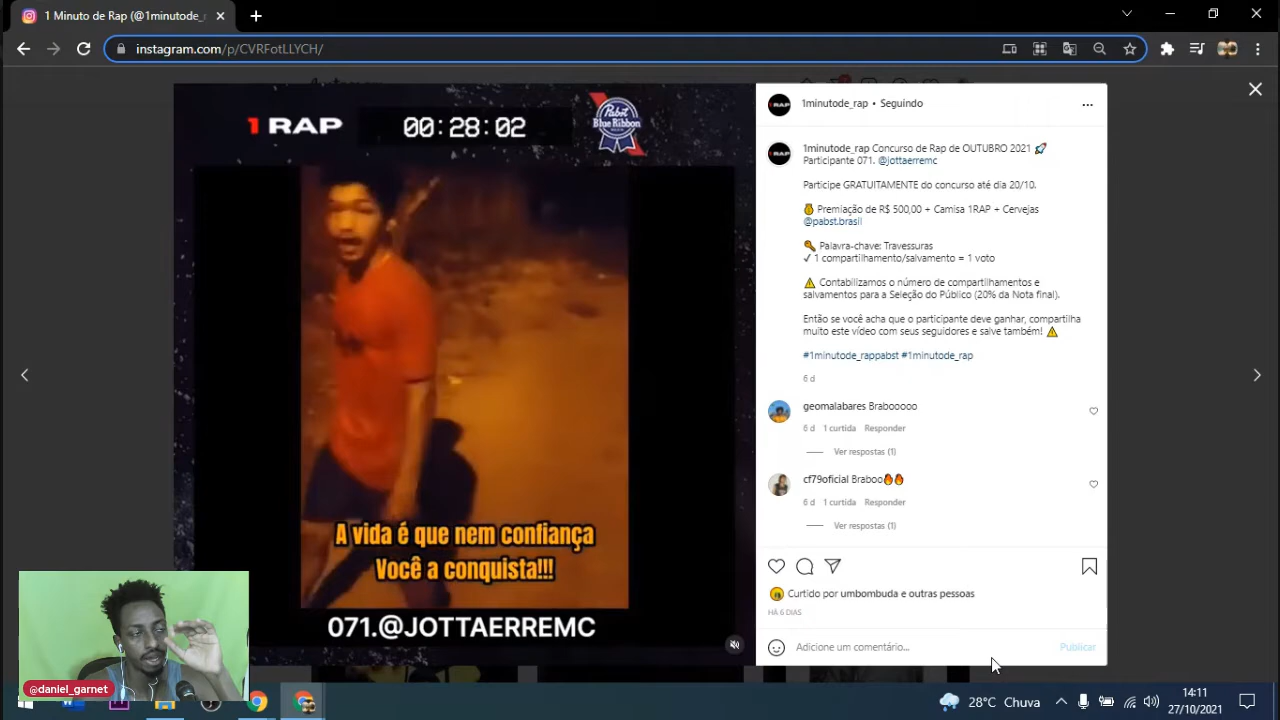 1 Minuto de Rap (@1minutode_r
instagram.com/p/CVRFotLLYCH/
1 RAP
00:28:02
Pabst
Blue Ribbon
A vida é que nem confiança
Você a conquista!!!
071.@JOTTAERREMC
1minutode_rap • Seguindo
1minutode_rap Concurso de Rap de OUTUBRO 2021 🚀
Participante 071. @jottaerremc
Participe GRATUITAMENTE do concurso até dia 20/10.
🏅 Premiação de R$ 500,00 + Camisa 1RAP + Cervejas
@pabst.brasil
🔑 Palavra-chave: Travessuras
✓ 1 compartilhamento/salvamento = 1 voto
⚠️ Contabilizamos o número de compartilhamentos e
salvamentos para a Seleção do Púplico (20% da Nota final).
Então se você acha que o participante deve ganhar, compartilha
muito este vídeo com seus seguidores e salve também! ⚠️
#1minutode_rappabst #1minutode_rap
6 d
geomalabares Brabooooo
6 d 1 curtida Responder
Ver respostas (1)
cf79oficial Braboo🔥🔥
6 d 1 curtida Responder
Ver respostas (1)
Curtido por umbombuda e outras pessoas
HÁ 6 DIAS
Adicione um comentário...
Publicar
@daniel_garnet
28°C Chuva
14:11
27/10/2021